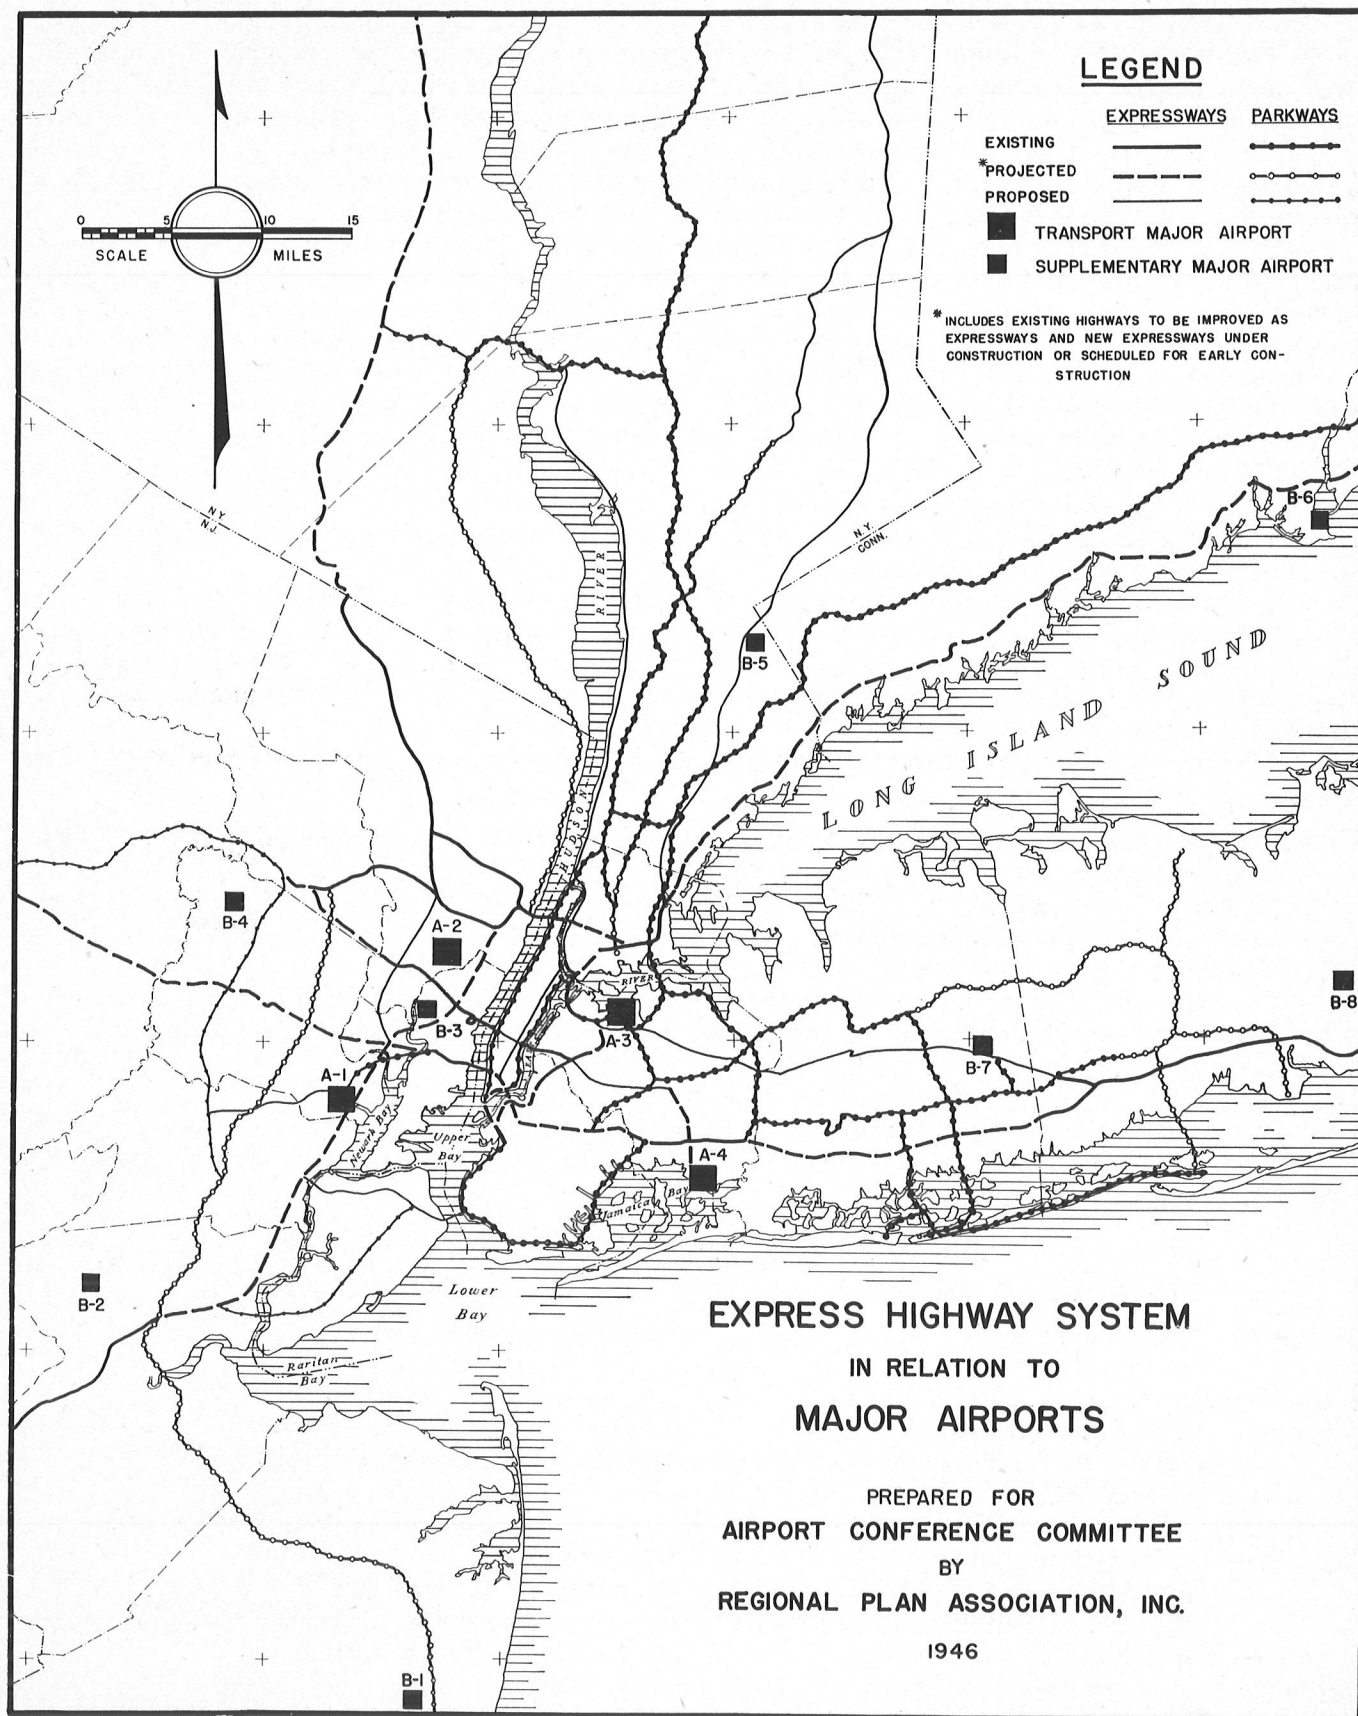 LEGEND
EXPRESSWAYS PARKWAYS
EXISTING
*PROJECTED
PROPOSED
TRANSPORT MAJOR AIRPORT
SUPPLEMENTARY MAJOR AIRPORT
*INCLUDES EXISTING HIGHWAYS TO BE IMPROVED AS
EXPRESSWAYS AND NEW EXPRESSWAYS UNDER
CONSTRUCTION OR SCHEDULED FOR EARLY CON-
STRUCTION
0 5 10 15
SCALE MILES
N.Y.
N.J.
N.Y.
CONN.
B-6
RIVER
HUDSON
B-5
LONG ISLAND SOUND
B-4
A-2
B-3
RIVER
EAST
A-3
B-8
B-7
A-1
Newark Bay
Upper
Bay
A-4
Jamaica Bay
B-2
Lower
Bay
Raritan
Bay
B-1
EXPRESS HIGHWAY SYSTEM
IN RELATION TO
MAJOR AIRPORTS
PREPARED FOR
AIRPORT CONFERENCE COMMITTEE
BY
REGIONAL PLAN ASSOCIATION, INC.
1946